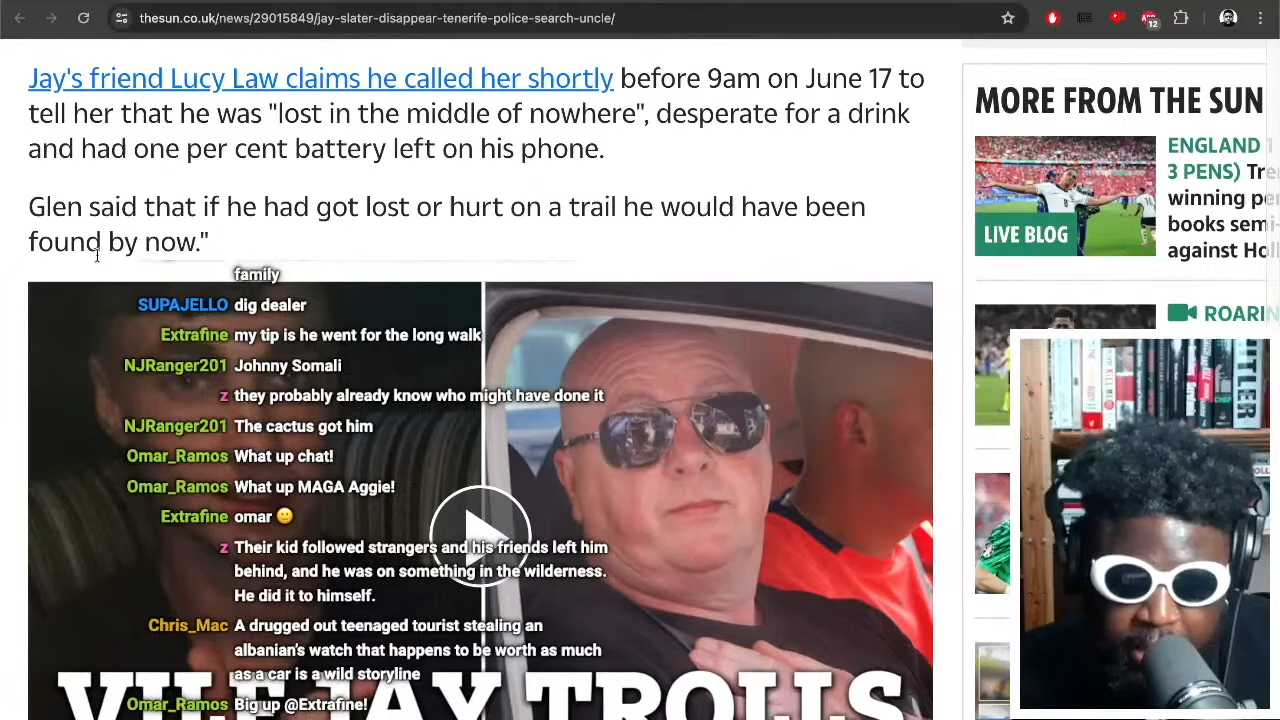 thesun.co.uk/news/29015849/jay-slater-disappear-tenerife-police-search-uncle/
12
Jay's friend Lucy Law claims he called her shortly before 9am on June 17 to
tell her that he was "lost in the middle of nowhere", desperate for a drink
and had one per cent battery left on his phone.
Glen said that if he had got lost or hurt on a trail he would have been
found by now."
family
SUPAJELLO dig dealer
Extrafine my tip is he went for the long walk
NJRanger201 Johnny Somali
z they probably already know who might have done it
NJRanger201 The cactus got him
Omar_Ramos What up chat!
Omar_Ramos What up MAGA Aggie!
Extrafine omar 🙂
z Their kid followed strangers and his friends left him
behind, and he was on something in the wilderness.
He did it to himself.
Chris_Mac A drugged out teenaged tourist stealing an
albanian's watch that happens to be worth as much
as a car is a wild storyline
Omar_Ramos Big up @Extrafine!
VILE JAY TROLLS
MORE FROM THE SUN
ENGLAND 1
3 PENS) Tre
winning pe
books semi-
against Hol
LIVE BLOG
ROARIN
HITLER